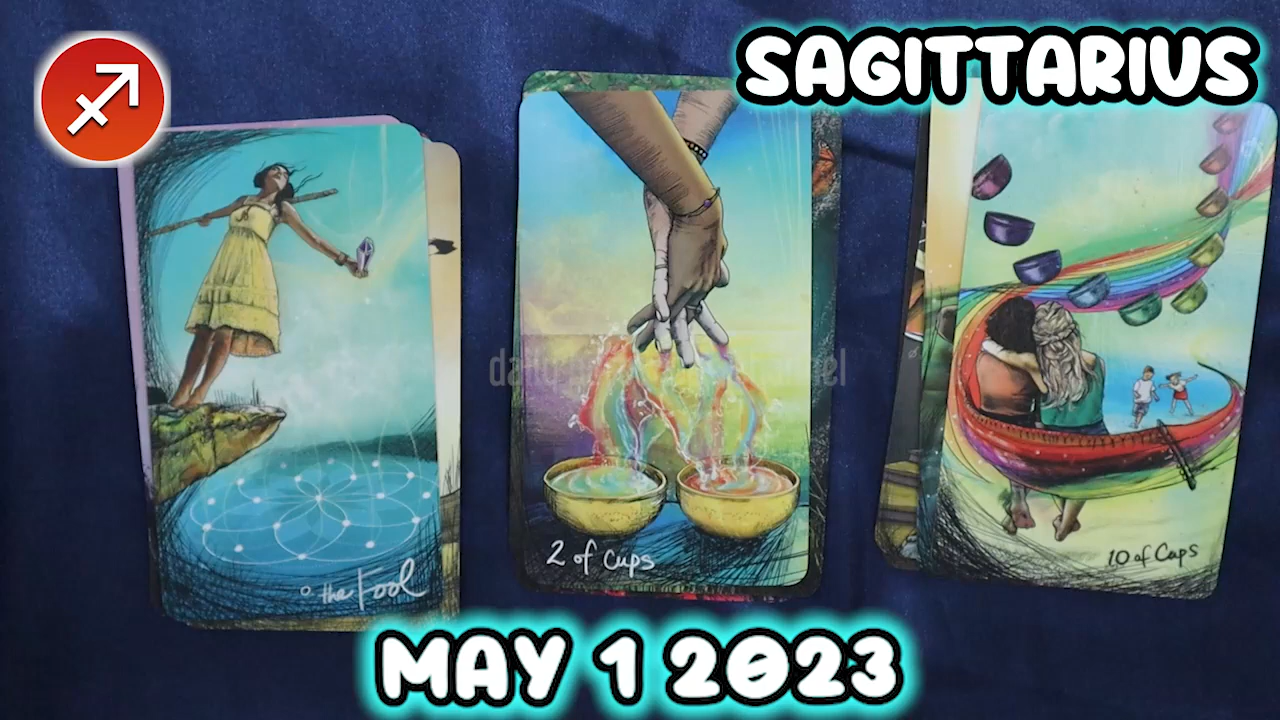 SAGITTARIUS
0. the Fool
2 of Cups
10 of Cups
MAY 1 2023